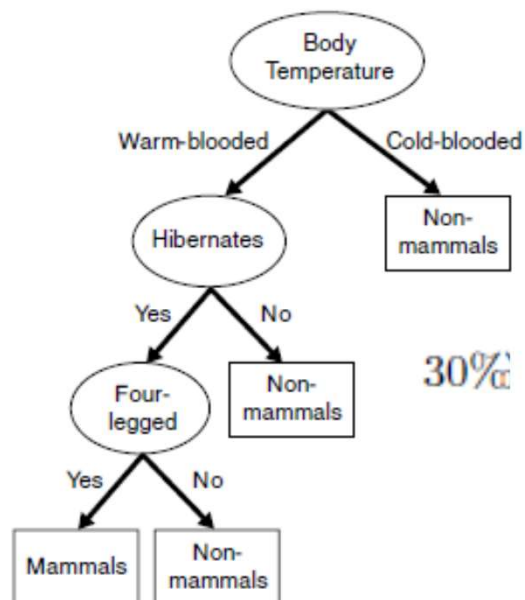 Body
Temperature
Warm-blooded
Cold-blooded
Hibernates
Non-
mammals
Yes
No
Four-
legged
Non-
mammals
30%
Yes
No
Mammals
Non-
mammals